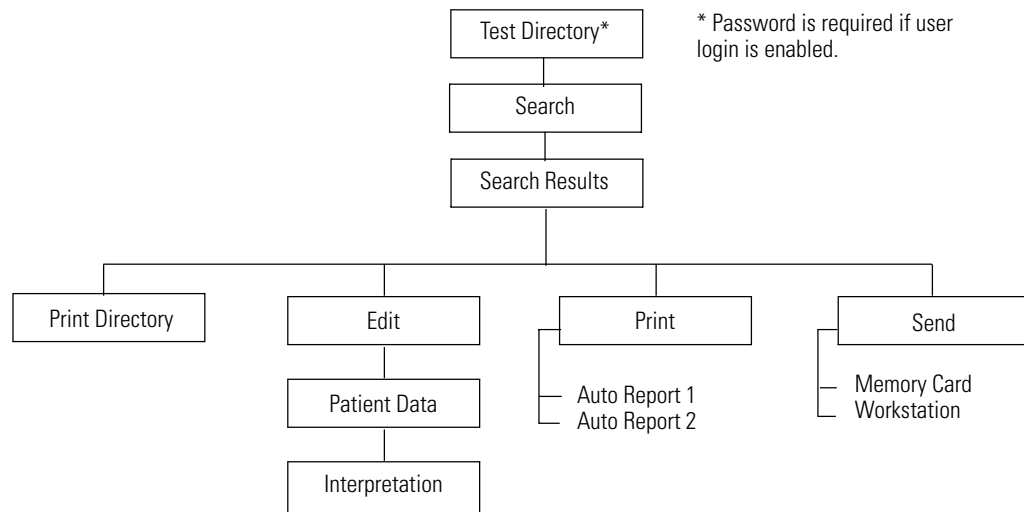 Test Directory*
* Password is required if user
login is enabled.
Search
Search Results
Print Directory
Edit
Print
Send
Patient Data
Auto Report 1
Auto Report 2
Memory Card
Workstation
Interpretation